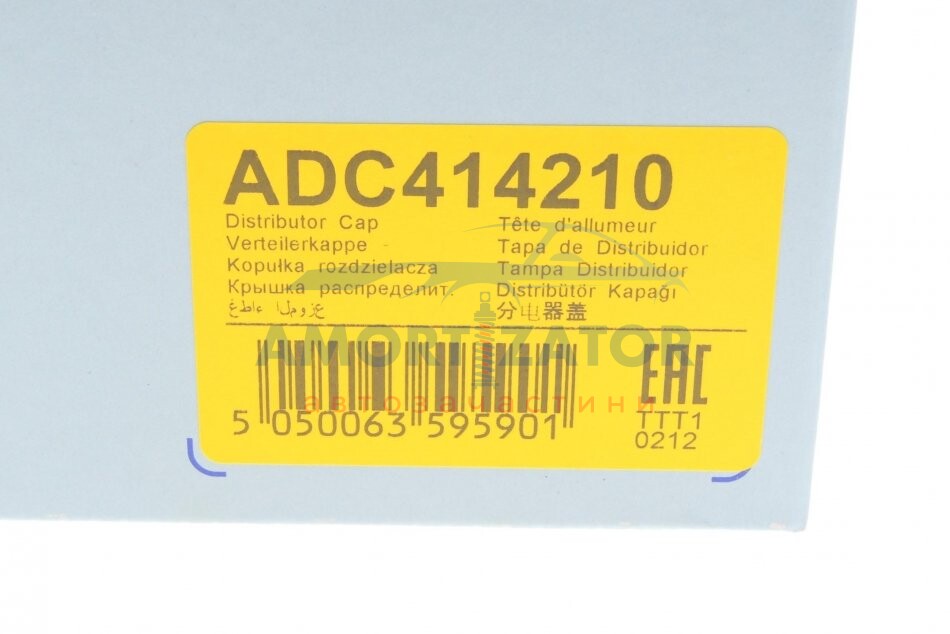 ADC414210
Distributor Cap
Verteilerkappe
Kopułka rozdzielacza
Крышка распределит.
غطاء الموزع
Tête d'allumeur
Tapa de Distribuidor
Tampa Distribuidor
Distribütör Kapağı
分电器盖
5 050063 595901
EAC
TTT1
0212
AMORTIZATOR
автозапчастини